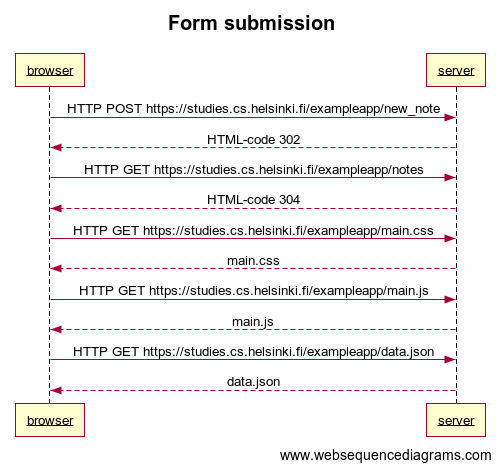 Form submission
browser
server
HTTP POST https://studies.cs.helsinki.fi/exampleapp/new_note
HTML-code 302
HTTP GET https://studies.cs.helsinki.fi/exampleapp/notes
HTML-code 304
HTTP GET https://studies.cs.helsinki.fi/exampleapp/main.css
main.css
HTTP GET https://studies.cs.helsinki.fi/exampleapp/main.js
main.js
HTTP GET https://studies.cs.helsinki.fi/exampleapp/data.json
data.json
browser
server
www.websequencediagrams.com